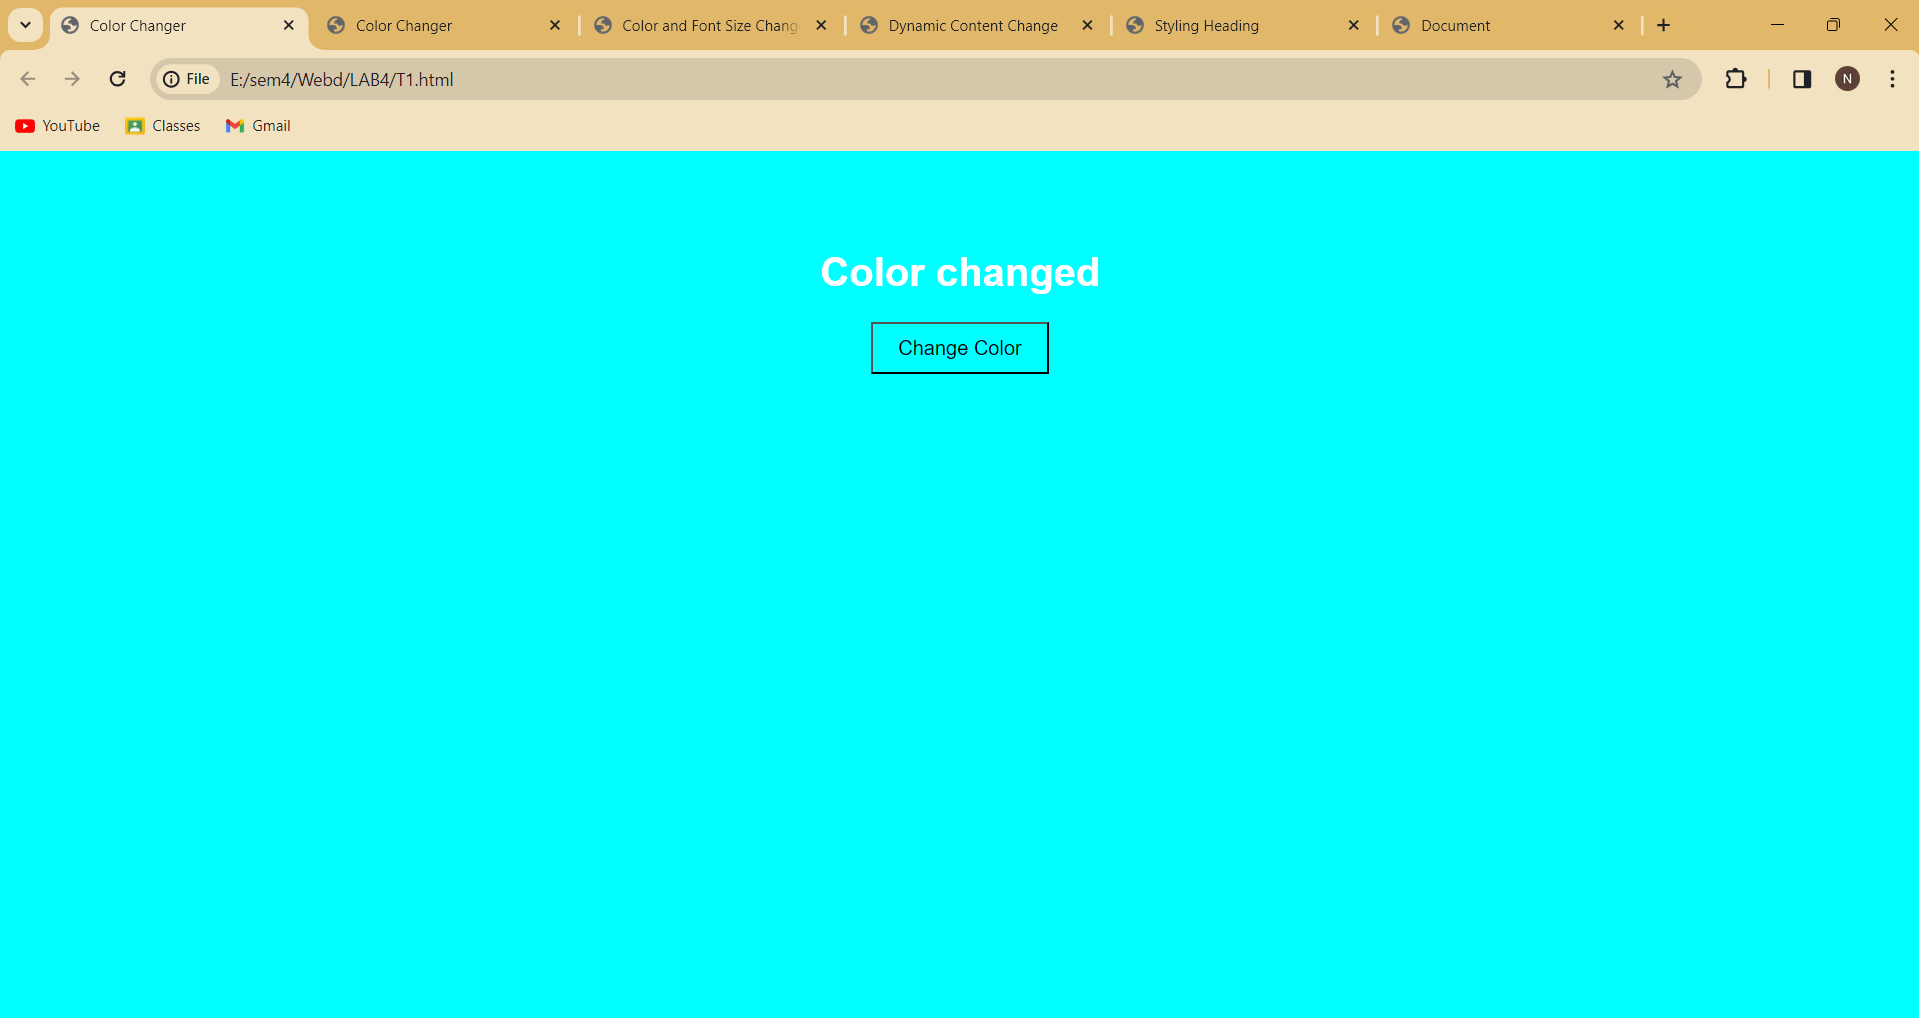 Color Changer
Color Changer
Color and Font Size Chang
Dynamic Content Change
Styling Heading
Document
File E:/sem4/Webd/LAB4/T1.html
N
YouTube Classes Gmail
Color changed
Change Color